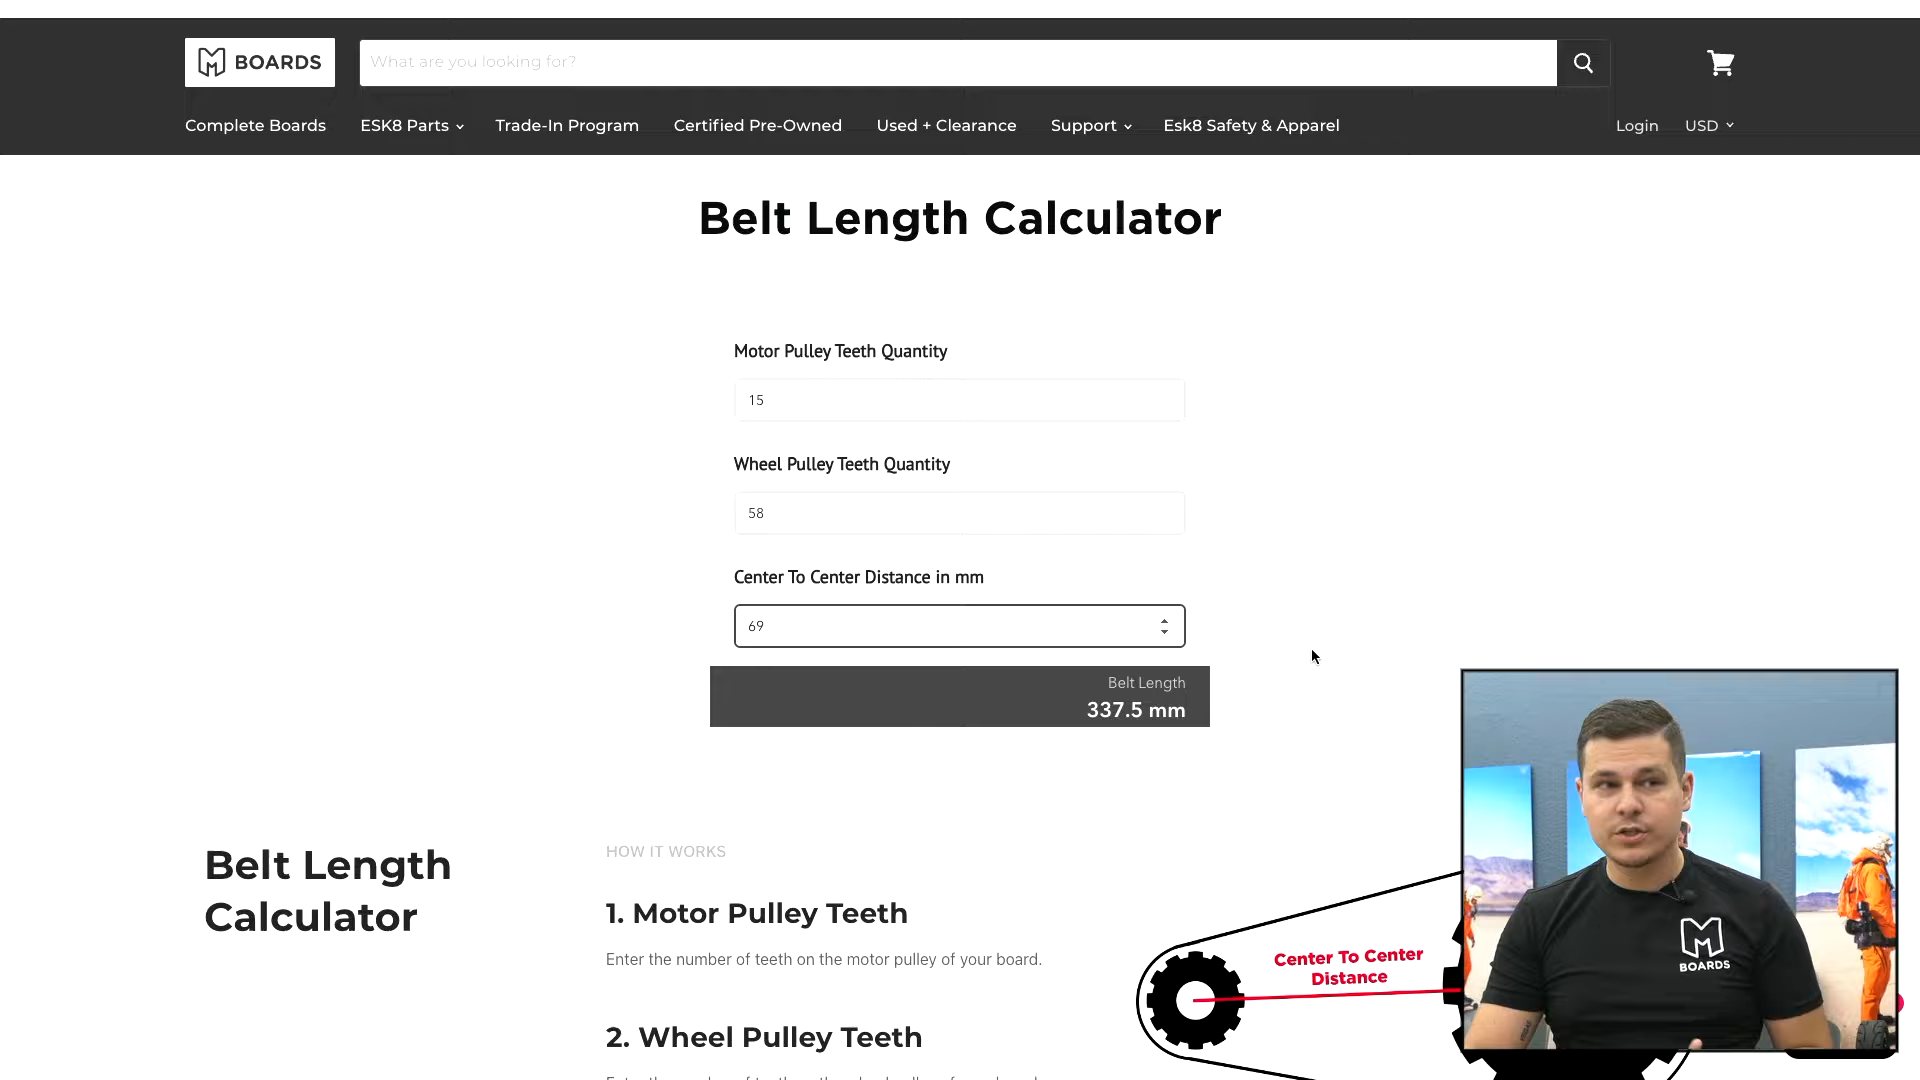 BOARDS
What are you looking for?
Complete Boards
ESK8 Parts
Trade-In Program
Certified Pre-Owned
Used + Clearance
Support
Esk8 Safety & Apparel
Login
USD
Belt Length Calculator
Motor Pulley Teeth Quantity
15
Wheel Pulley Teeth Quantity
58
Center To Center Distance in mm
69
Belt Length
337.5 mm
Belt Length
Calculator
HOW IT WORKS
1. Motor Pulley Teeth
Enter the number of teeth on the motor pulley of your board.
2. Wheel Pulley Teeth
Center To Center
Distance
BOARDS